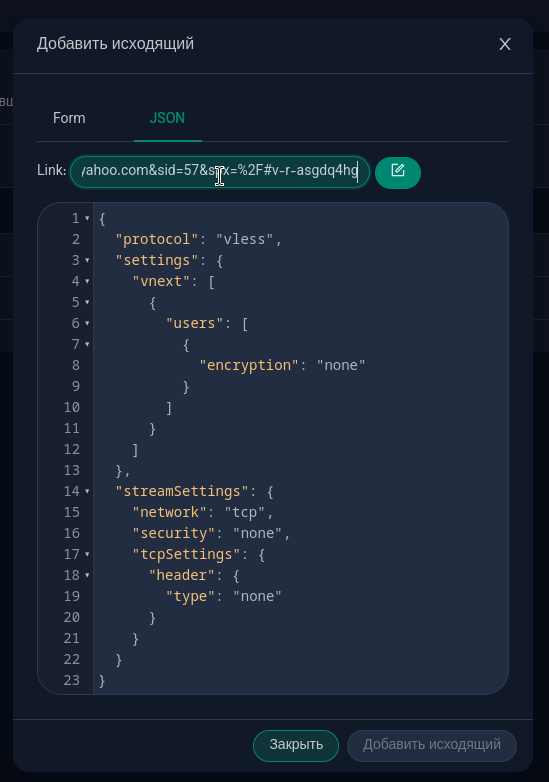 Добавить исходящий
Form JSON
Link: yahoo.com&sid=57&spx=%2F#v-r-asgdq4hg
1 {
2 "protocol": "vless",
3 "settings": {
4 "vnext": [
5 {
6 "users": [
7 {
8 "encryption": "none"
9 }
10 ]
11 }
12 ]
13 },
14 "streamSettings": {
15 "network": "tcp",
16 "security": "none",
17 "tcpSettings": {
18 "header": {
19 "type": "none"
20 }
21 }
22 }
23 }
Закрыть Добавить исходящий